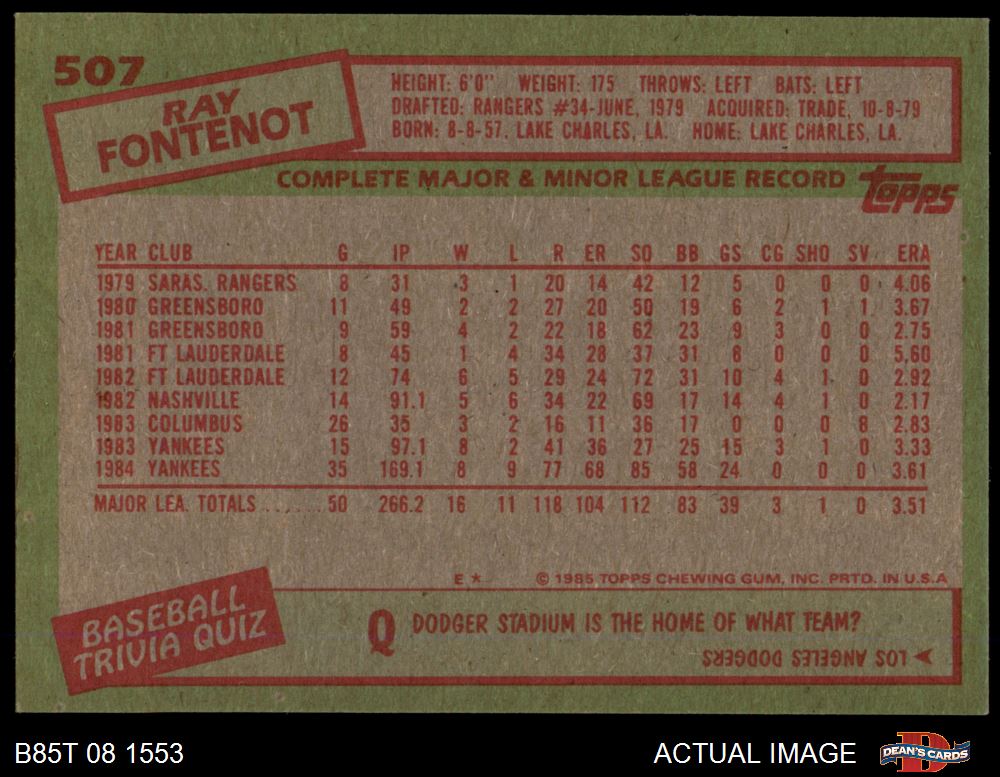 507
RAY
FONTENOT
HEIGHT: 6'0" WEIGHT: 175 THROWS: LEFT BATS: LEFT
DRAFTED: RANGERS #34-JUNE, 1979 ACQUIRED: TRADE, 10-8-79
BORN: 8-8-57, LAKE CHARLES, LA. HOME: LAKE CHARLES, LA.
COMPLETE MAJOR & MINOR LEAGUE RECORD
TOPPS
YEAR CLUB G IP W L R ER SO BB GS CG SHO SV ERA
1979 SARAS. RANGERS 8 31 3 1 20 14 42 12 5 0 0 0 4.06
1980 GREENSBORO 11 49 2 2 27 20 50 19 6 2 1 1 3.67
1981 GREENSBORO 9 59 4 2 22 18 62 23 9 3 0 0 2.75
1981 FT LAUDERDALE 8 45 1 4 34 28 37 31 8 0 0 0 5.60
1982 FT LAUDERDALE 12 74 6 5 29 24 72 31 10 4 1 0 2.92
1982 NASHVILLE 14 91.1 5 6 34 22 69 17 14 4 1 0 2.17
1983 COLUMBUS 26 35 3 2 16 11 36 17 0 0 0 8 2.83
1983 YANKEES 15 97.1 8 2 41 36 27 25 15 3 1 0 3.33
1984 YANKEES 35 169.1 8 9 77 68 85 58 24 0 0 0 3.61
MAJOR LEA. TOTALS ....... 50 266.2 16 11 118 104 112 83 39 3 1 0 3.51
E * © 1985 TOPPS CHEWING GUM, INC. PRTD. IN U.S.A
BASEBALL
TRIVIA QUIZ
Q DODGER STADIUM IS THE HOME OF WHAT TEAM?
LOS ANGELES DODGERS
B85T 08 1553
ACTUAL IMAGE
D
DEAN'S CARDS